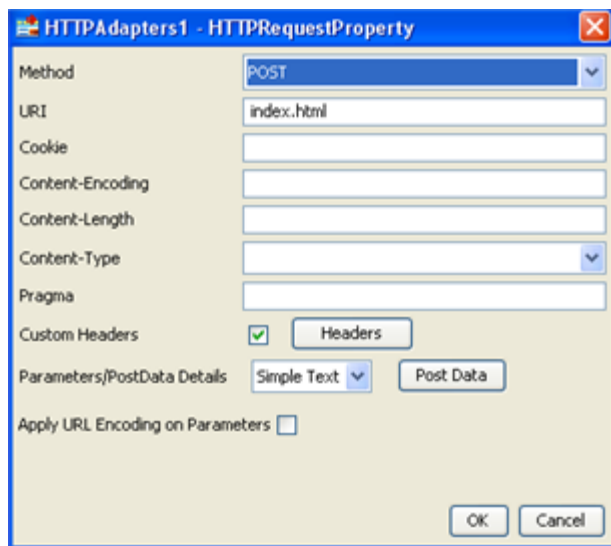 HTTPAdapters1 - HTTPRequestProperty
Method POST
URI index.html
Cookie
Content-Encoding
Content-Length
Content-Type
Pragma
Custom Headers Headers
Parameters/PostData Details Simple Text Post Data
Apply URL Encoding on Parameters
OK Cancel